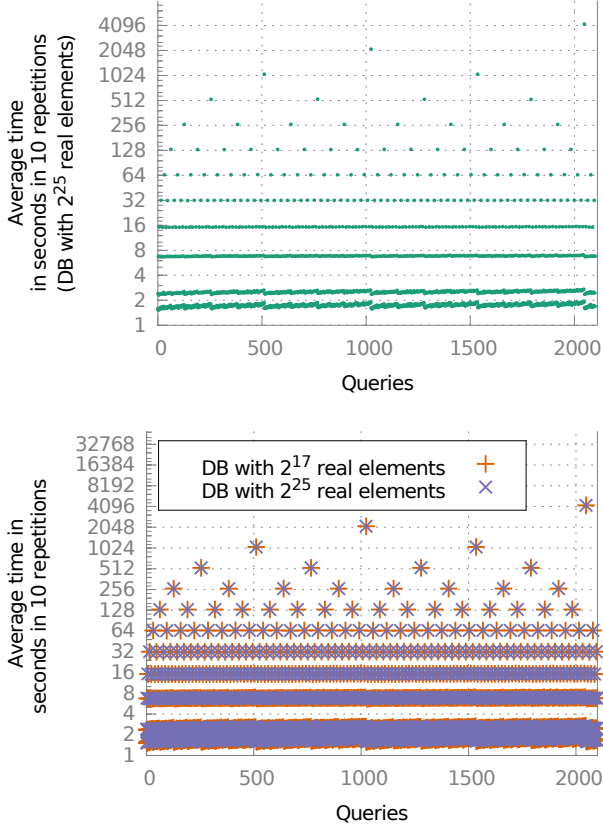 Average time
in seconds in 10 repetitions
(DB with 2^25 real elements)
4096
2048
1024
512
256
128
64
32
16
8
4
2
1
0 500 1000 1500 2000
Queries
Average time in
seconds in 10 repetitions
32768
16384
8192
4096
2048
1024
512
256
128
64
32
16
8
4
2
1
DB with 2^17 real elements
DB with 2^25 real elements
0 500 1000 1500 2000
Queries